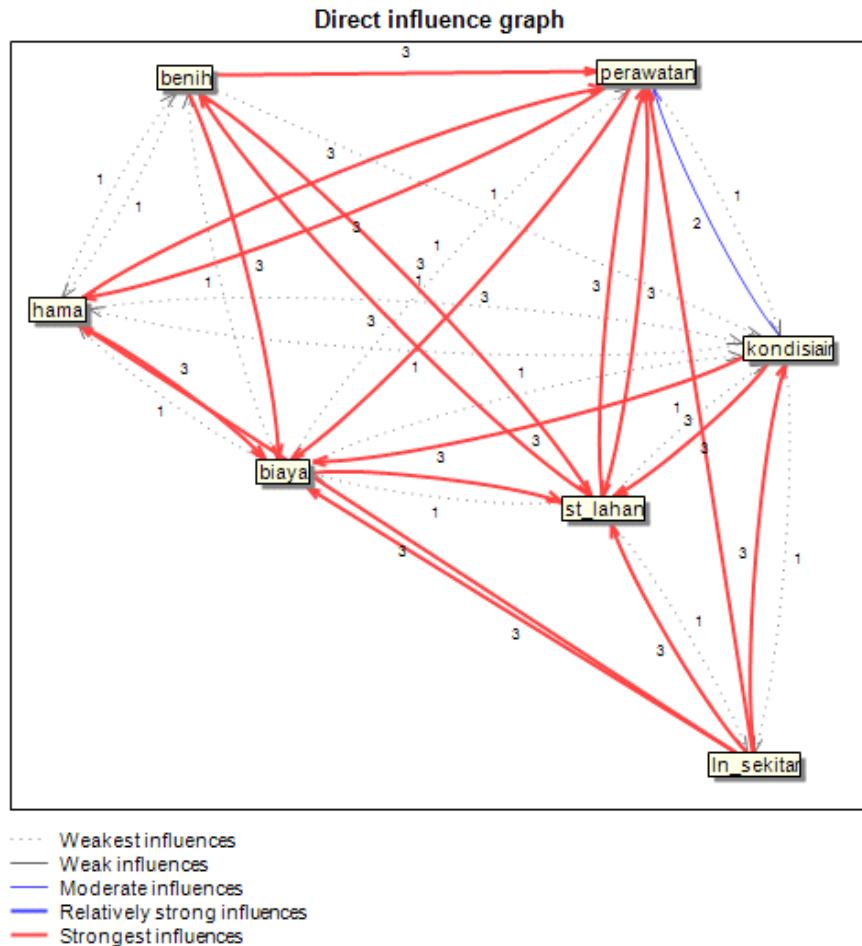 Direct influence graph
3
benih
perawatan
1
3
1
1
1
2
3
1
3
3
3
3
1
1
hama
3
3
kondisiair
3
1
1
1
1
3
3
3
3
biaya
1
st_lahan
3
3
1
1
3
3
ln_sekitar
Weakest influences
Weak influences
Moderate influences
Relatively strong influences
Strongest influences